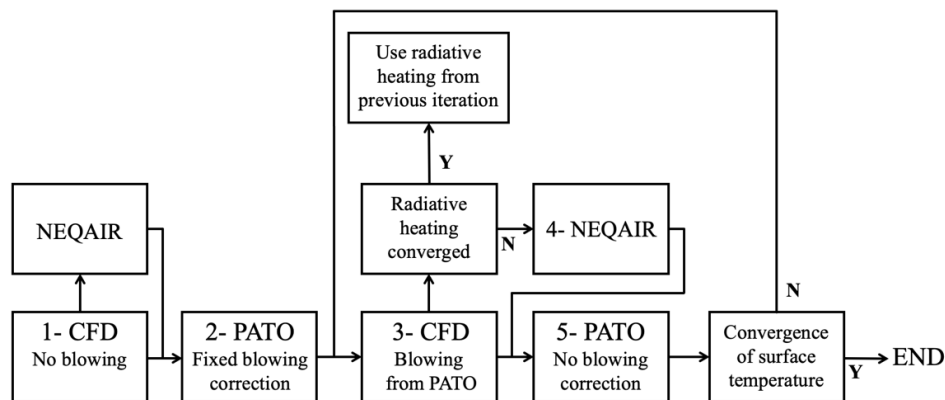 Use radiative
heating from
previous iteration
Y
NEQAIR
Radiative
heating
converged
N
4- NEQAIR
N
1- CFD
No blowing
2- PATO
Fixed blowing
correction
3- CFD
Blowing
from PATO
5- PATO
No blowing
correction
Convergence
of surface
temperature
Y
END